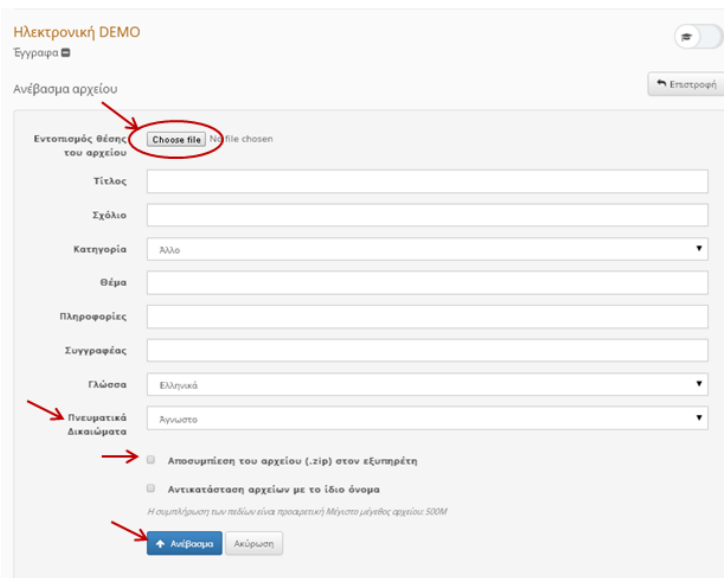 Ηλεκτρονική DEMO
Έγγραφα
Ανέβασμα αρχείου
Επιστροφή
Εντοπισμός θέσης
του αρχείου
Choose file No file chosen
Τίτλος
Σχόλιο
Κατηγορία Άλλο
Θέμα
Πληροφορίες
Συγγραφέας
Γλώσσα Ελληνικά
Πνευματικά
Δικαιώματα
Άγνωστο
Αποσυμπίεση του αρχείου (.zip) στον εξυπηρέτη
Αντικατάσταση αρχείων με το ίδιο όνομα
Η συμπλήρωση των πεδίων είναι προαιρετική Μέγιστο μέγεθος αρχείου: 500M
Ανέβασμα Ακύρωση